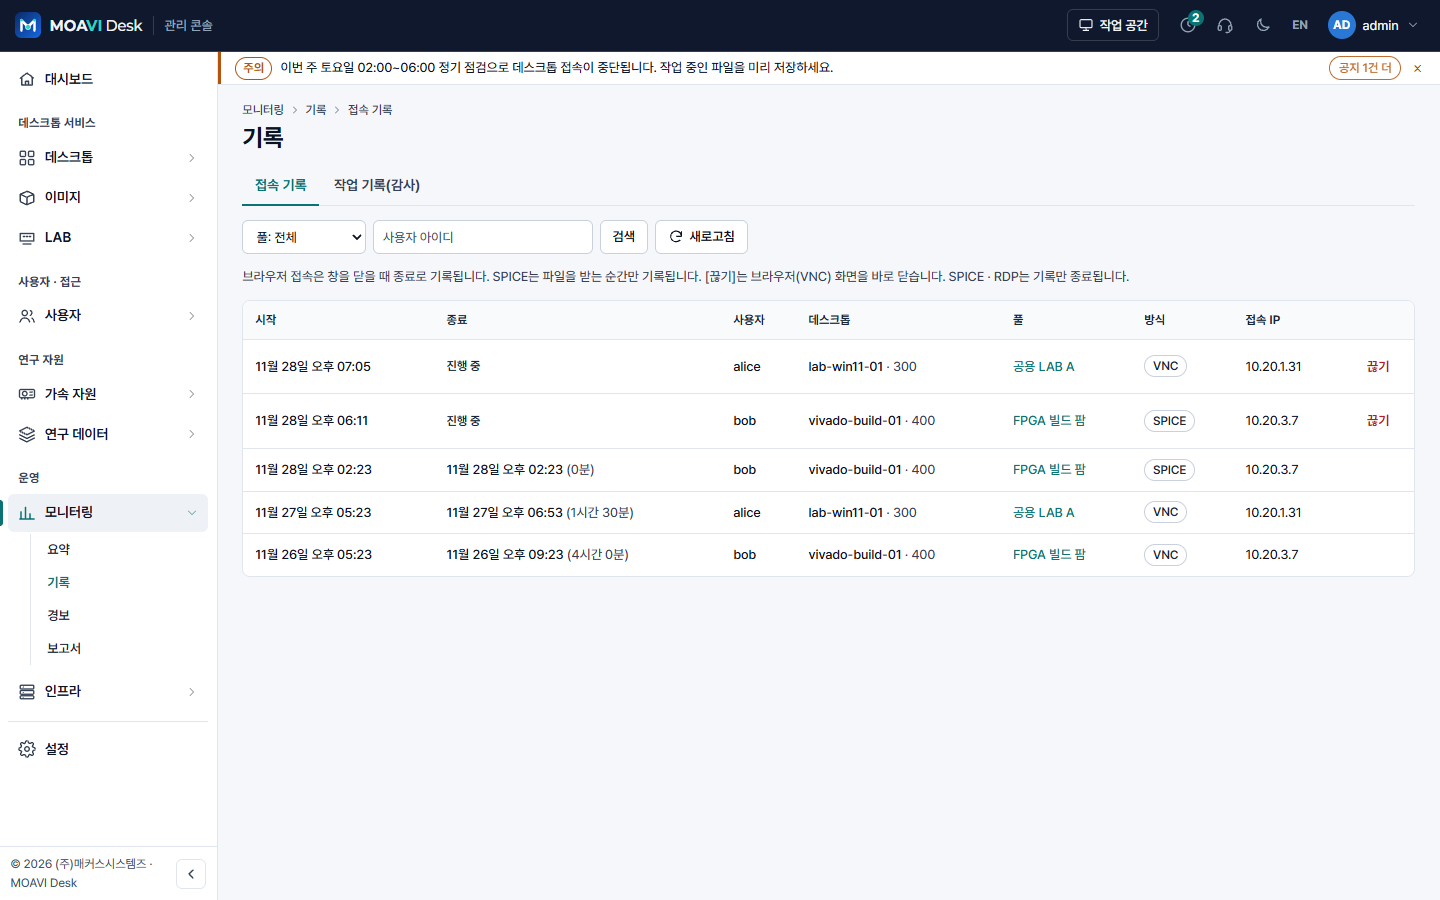 MOAVI Desk 관리 콘솔
작업 공간 2 EN AD admin
주의 이번 주 토요일 02:00~06:00 정기 점검으로 데스크톱 접속이 중단됩니다. 작업 중인 파일을 미리 저장하세요. 공지 1건 더 ×
대시보드
데스크톱 서비스
데스크톱
이미지
LAB
사용자 · 접근
사용자
연구 자원
가속 자원
연구 데이터
운영
모니터링
요약
기록
경보
보고서
인프라
설정
© 2026 (주)매커스시스템즈 ·
MOAVI Desk
모니터링 > 기록 > 접속 기록
기록
접속 기록 작업 기록(감사)
풀: 전체 사용자 아이디 검색 새로고침
브라우저 접속은 창을 닫을 때 종료로 기록됩니다. SPICE는 파일을 받는 순간만 기록됩니다. [끊기]는 브라우저(VNC) 화면을 바로 닫습니다. SPICE · RDP는 기록만 종료됩니다.
시작 종료 사용자 데스크톱 풀 방식 접속 IP
11월 28일 오후 07:05 진행 중 alice lab-win11-01 · 300 공용 LAB A VNC 10.20.1.31 끊기
11월 28일 오후 06:11 진행 중 bob vivado-build-01 · 400 FPGA 빌드 팜 SPICE 10.20.3.7 끊기
11월 28일 오후 02:23 11월 28일 오후 02:23 (0분) bob vivado-build-01 · 400 FPGA 빌드 팜 SPICE 10.20.3.7
11월 27일 오후 05:23 11월 27일 오후 06:53 (1시간 30분) alice lab-win11-01 · 300 공용 LAB A VNC 10.20.1.31
11월 26일 오후 05:23 11월 26일 오후 09:23 (4시간 0분) bob vivado-build-01 · 400 FPGA 빌드 팜 VNC 10.20.3.7